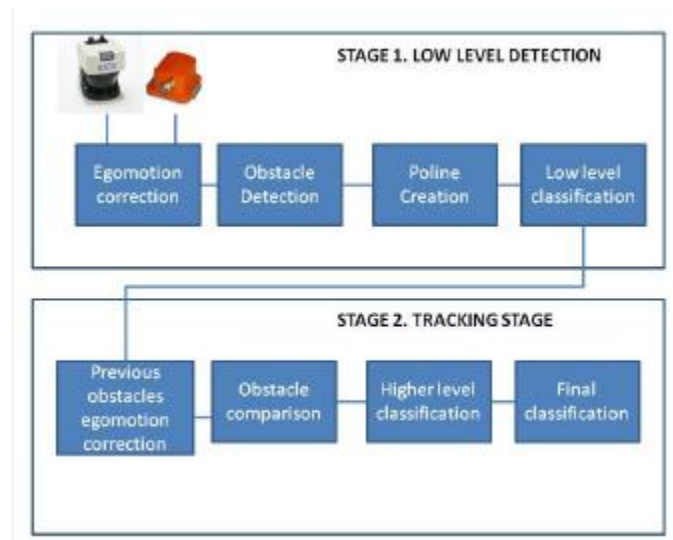 STAGE 1. LOW LEVEL DETECTION
Egomotion
correction
Obstacle
Detection
Poline
Creation
Low level
classification
STAGE 2. TRACKING STAGE
Previous
obstacles
egomotion
correction
Obstacle
comparison
Higher level
classification
Final
classification